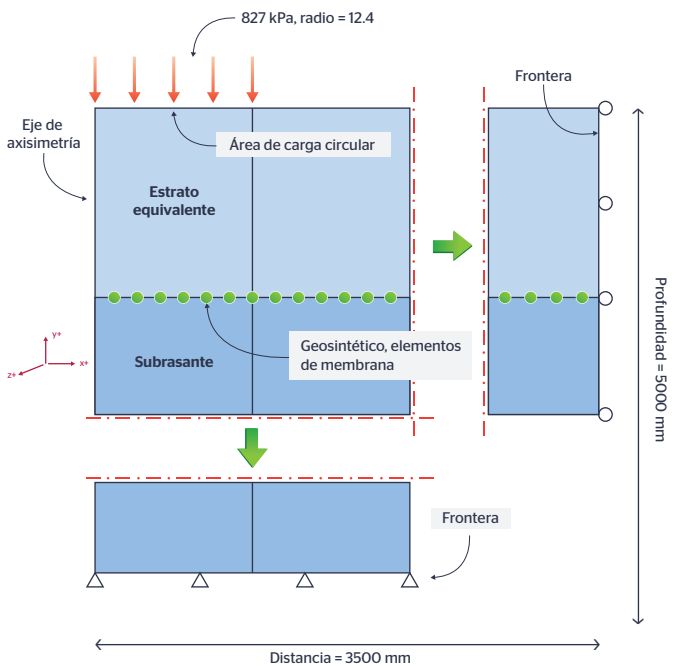 827 kPa, radio = 12.4
Frontera
Eje de
axisimetría
Área de carga circular
Estrato
equivalente
Profundidad = 5000 mm
y+
x+
z+
Geosintético, elementos
de membrana
Subrasante
Frontera
Distancia = 3500 mm